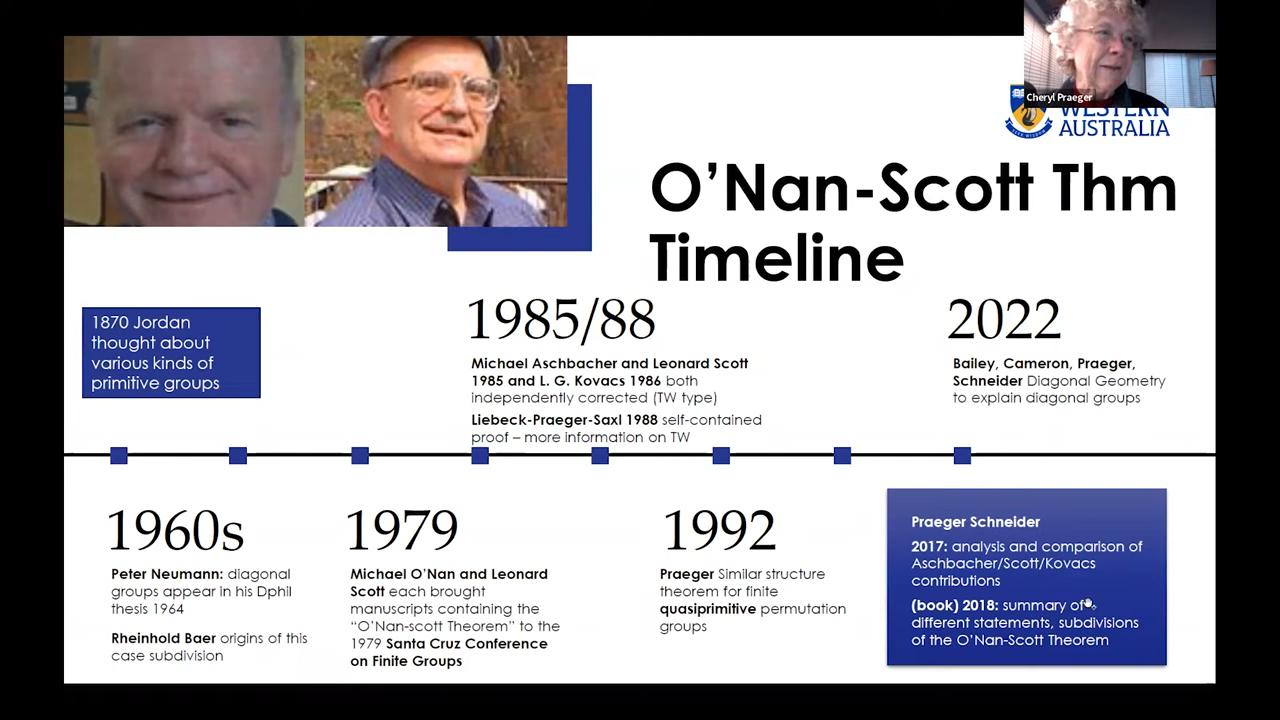 Cheryl Praeger
WESTERN
AUSTRALIA
O'Nan-Scott Thm
Timeline
1870 Jordan
thought about
various kinds of
primitive groups
1985/88
Michael Aschbacher and Leonard Scott
1985 and L. G. Kovacs 1986 both
independently corrected (TW type)
Liebeck-Praeger-Saxl 1988 self-contained
proof – more information on TW
2022
Bailey, Cameron, Praeger,
Schneider Diagonal Geometry
to explain diagonal groups
1960s
Peter Neumann: diagonal
groups appear in his Dphil
thesis 1964
Rheinhold Baer origins of this
case subdivision
1979
Michael O'Nan and Leonard
Scott each brought
manuscripts containing the
"O'Nan-scott Theorem" to the
1979 Santa Cruz Conference
on Finite Groups
1992
Praeger Similar structure
theorem for finite
quasiprimitive permutation
groups
Praeger Schneider
2017: analysis and comparison of
Aschbacher/Scott/Kovacs
contributions
(book) 2018: summary of
different statements, subdivisions
of the O'Nan-Scott Theorem